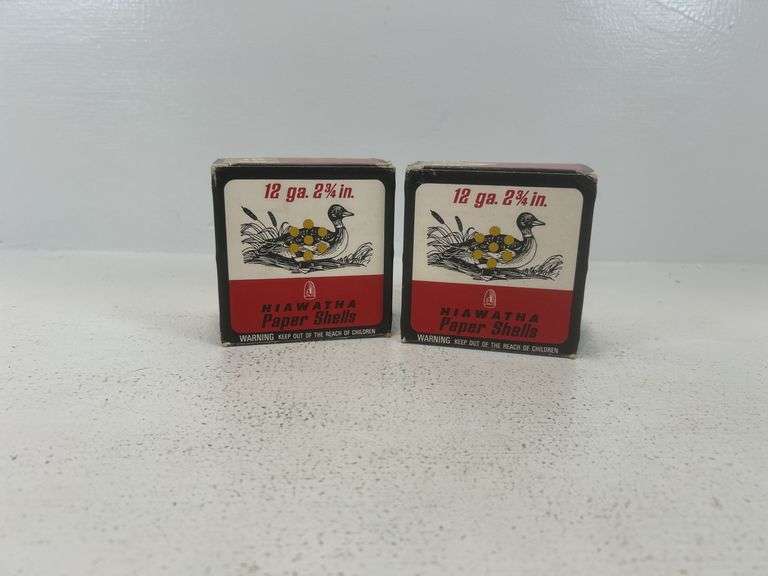 12 ga. 2¾ in.
HIAWATHA
Paper Shells
WARNING KEEP OUT OF THE REACH OF CHILDREN
12 ga. 2¾ in.
HIAWATHA
Paper Shells
WARNING KEEP OUT OF THE REACH OF CHILDREN